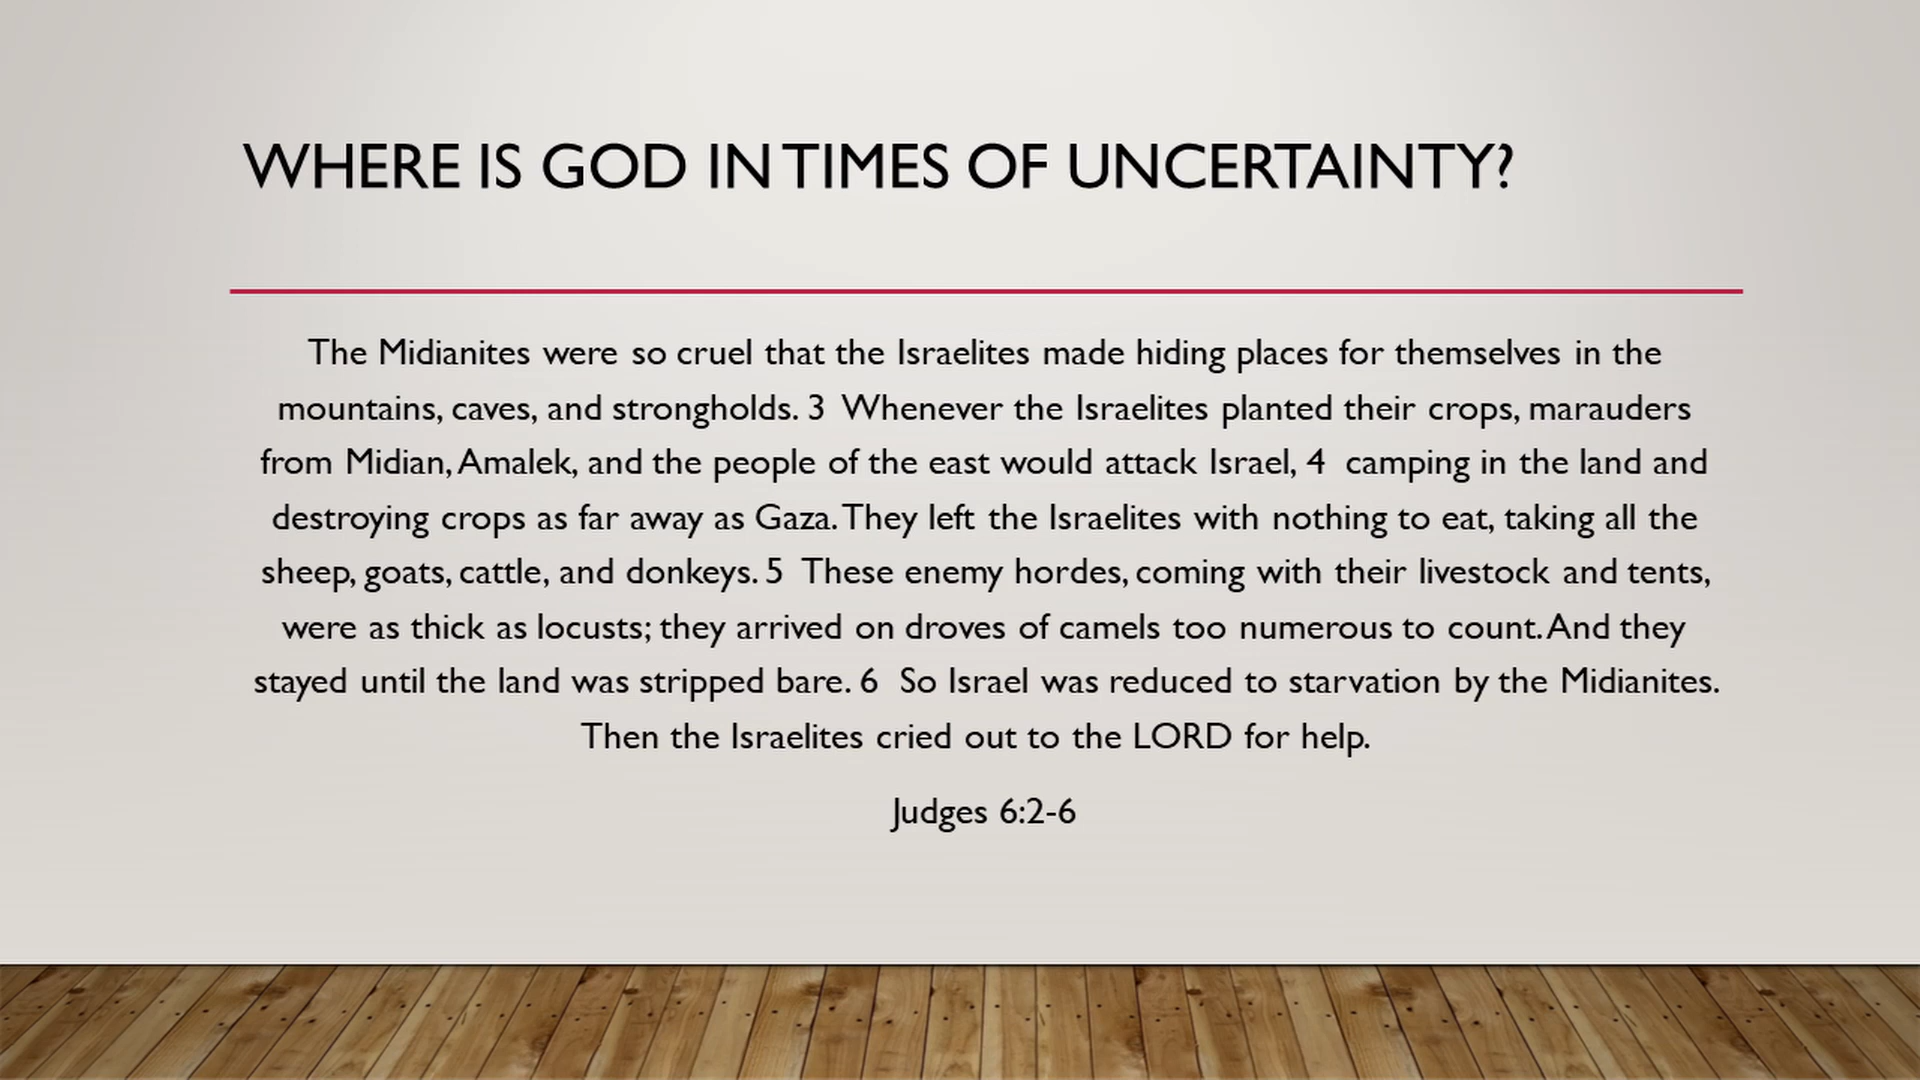 WHERE IS GOD IN TIMES OF UNCERTAINTY?
The Midianites were so cruel that the Israelites made hiding places for themselves in the
mountains, caves, and strongholds. 3 Whenever the Israelites planted their crops, marauders
from Midian, Amalek, and the people of the east would attack Israel, 4 camping in the land and
destroying crops as far away as Gaza. They left the Israelites with nothing to eat, taking all the
sheep, goats, cattle, and donkeys. 5 These enemy hordes, coming with their livestock and tents,
were as thick as locusts; they arrived on droves of camels too numerous to count. And they
stayed until the land was stripped bare. 6 So Israel was reduced to starvation by the Midianites.
Then the Israelites cried out to the LORD for help.
Judges 6:2-6